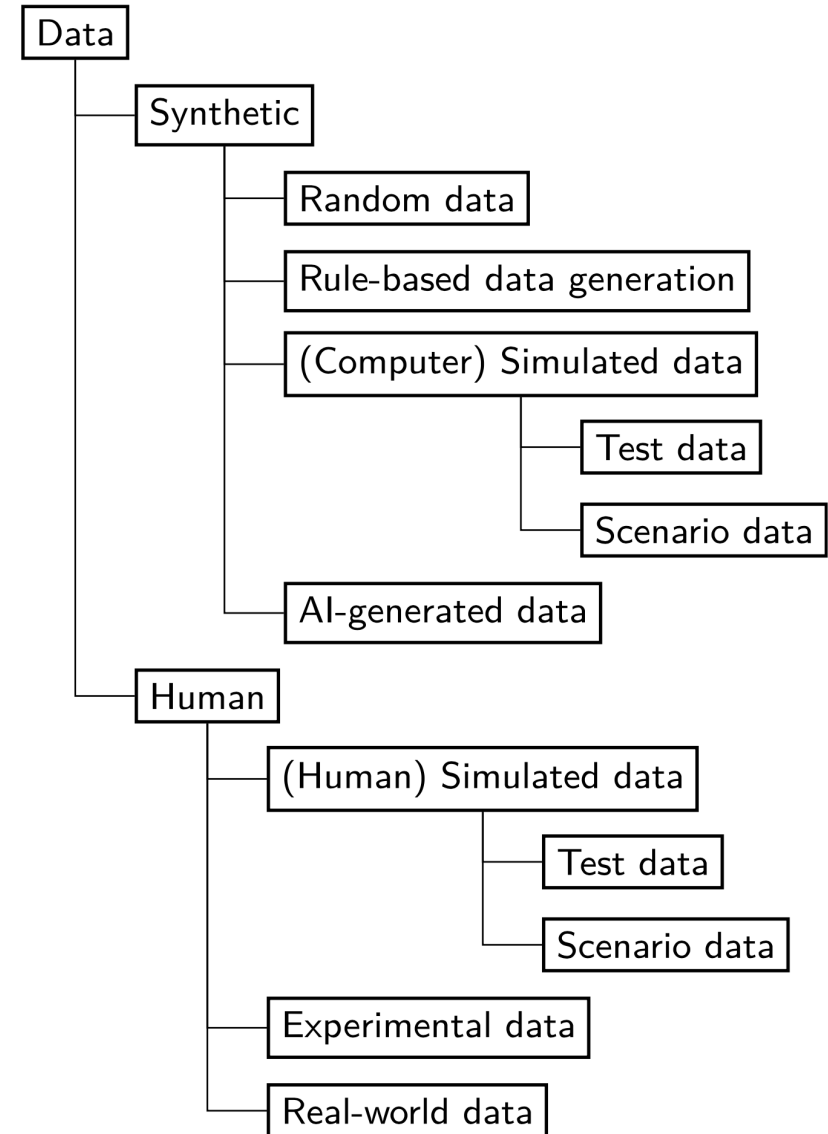 Data
Synthetic
Random data
Rule-based data generation
(Computer) Simulated data
Test data
Scenario data
AI-generated data
Human
(Human) Simulated data
Test data
Scenario data
Experimental data
Real-world data